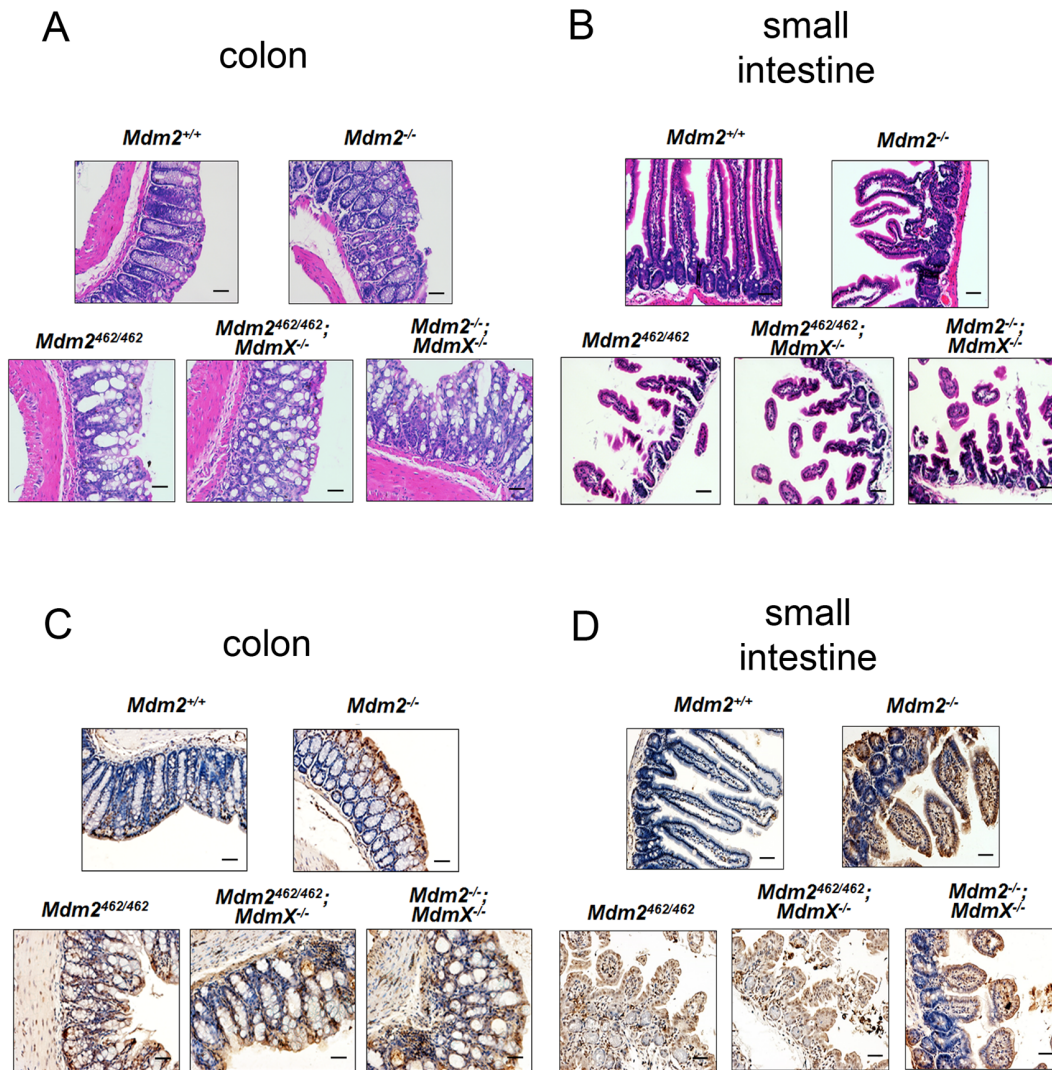 A
colon
Mdm2+/+
Mdm2-/-
Mdm2462/462
Mdm2462/462;
MdmX-/-
Mdm2-/-;
MdmX-/-
B
small
intestine
Mdm2+/+
Mdm2-/-
Mdm2462/462
Mdm2462/462;
MdmX-/-
Mdm2-/-;
MdmX-/-
C
colon
Mdm2+/+
Mdm2-/-
Mdm2462/462
Mdm2462/462;
MdmX-/-
Mdm2-/-;
MdmX-/-
D
small
intestine
Mdm2+/+
Mdm2-/-
Mdm2462/462
Mdm2462/462;
MdmX-/-
Mdm2-/-;
MdmX-/-